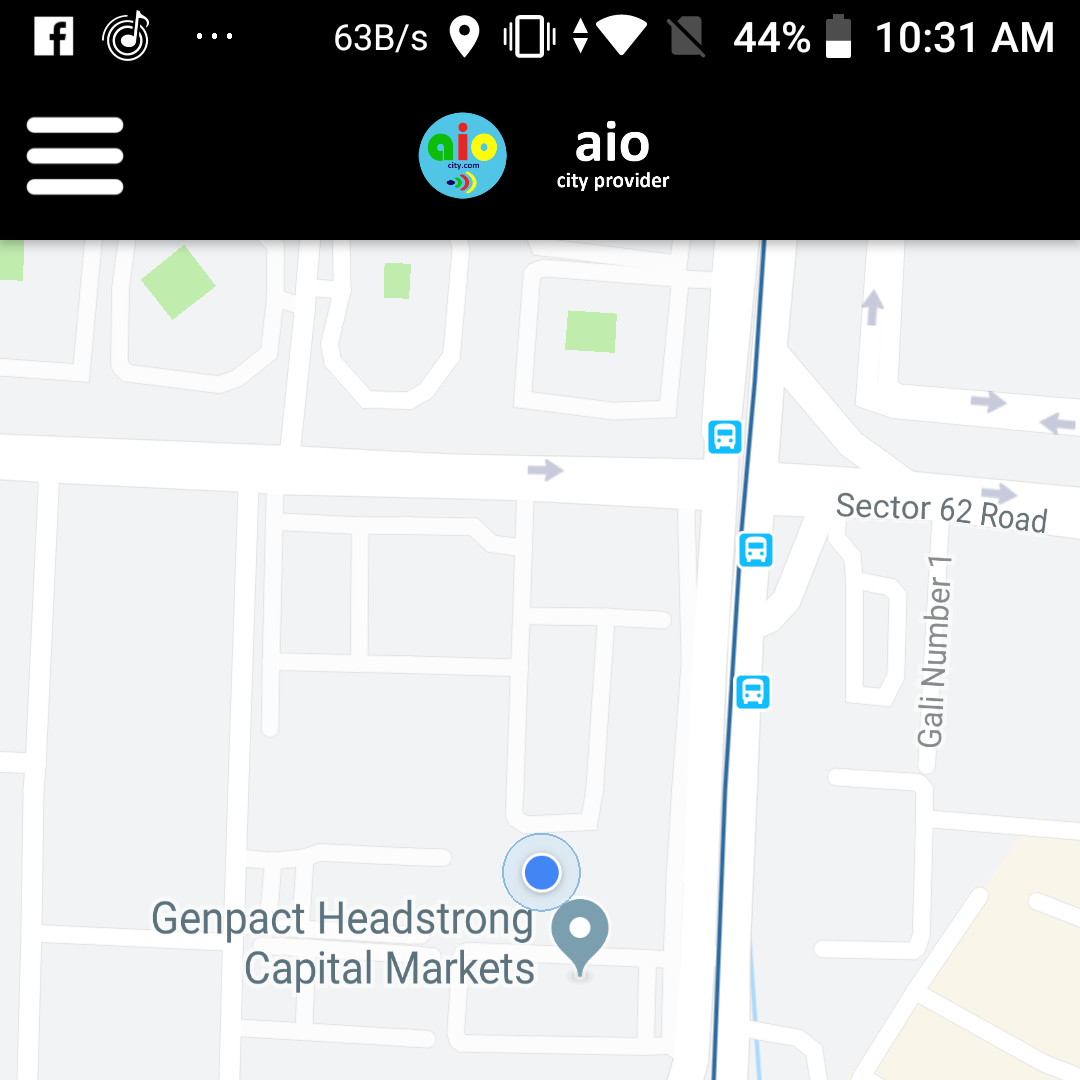 63B/s 44% 10:31 AM
aio
city.com
aio
city provider
Sector 62 Road
Gali Number 1
Genpact Headstrong
Capital Markets